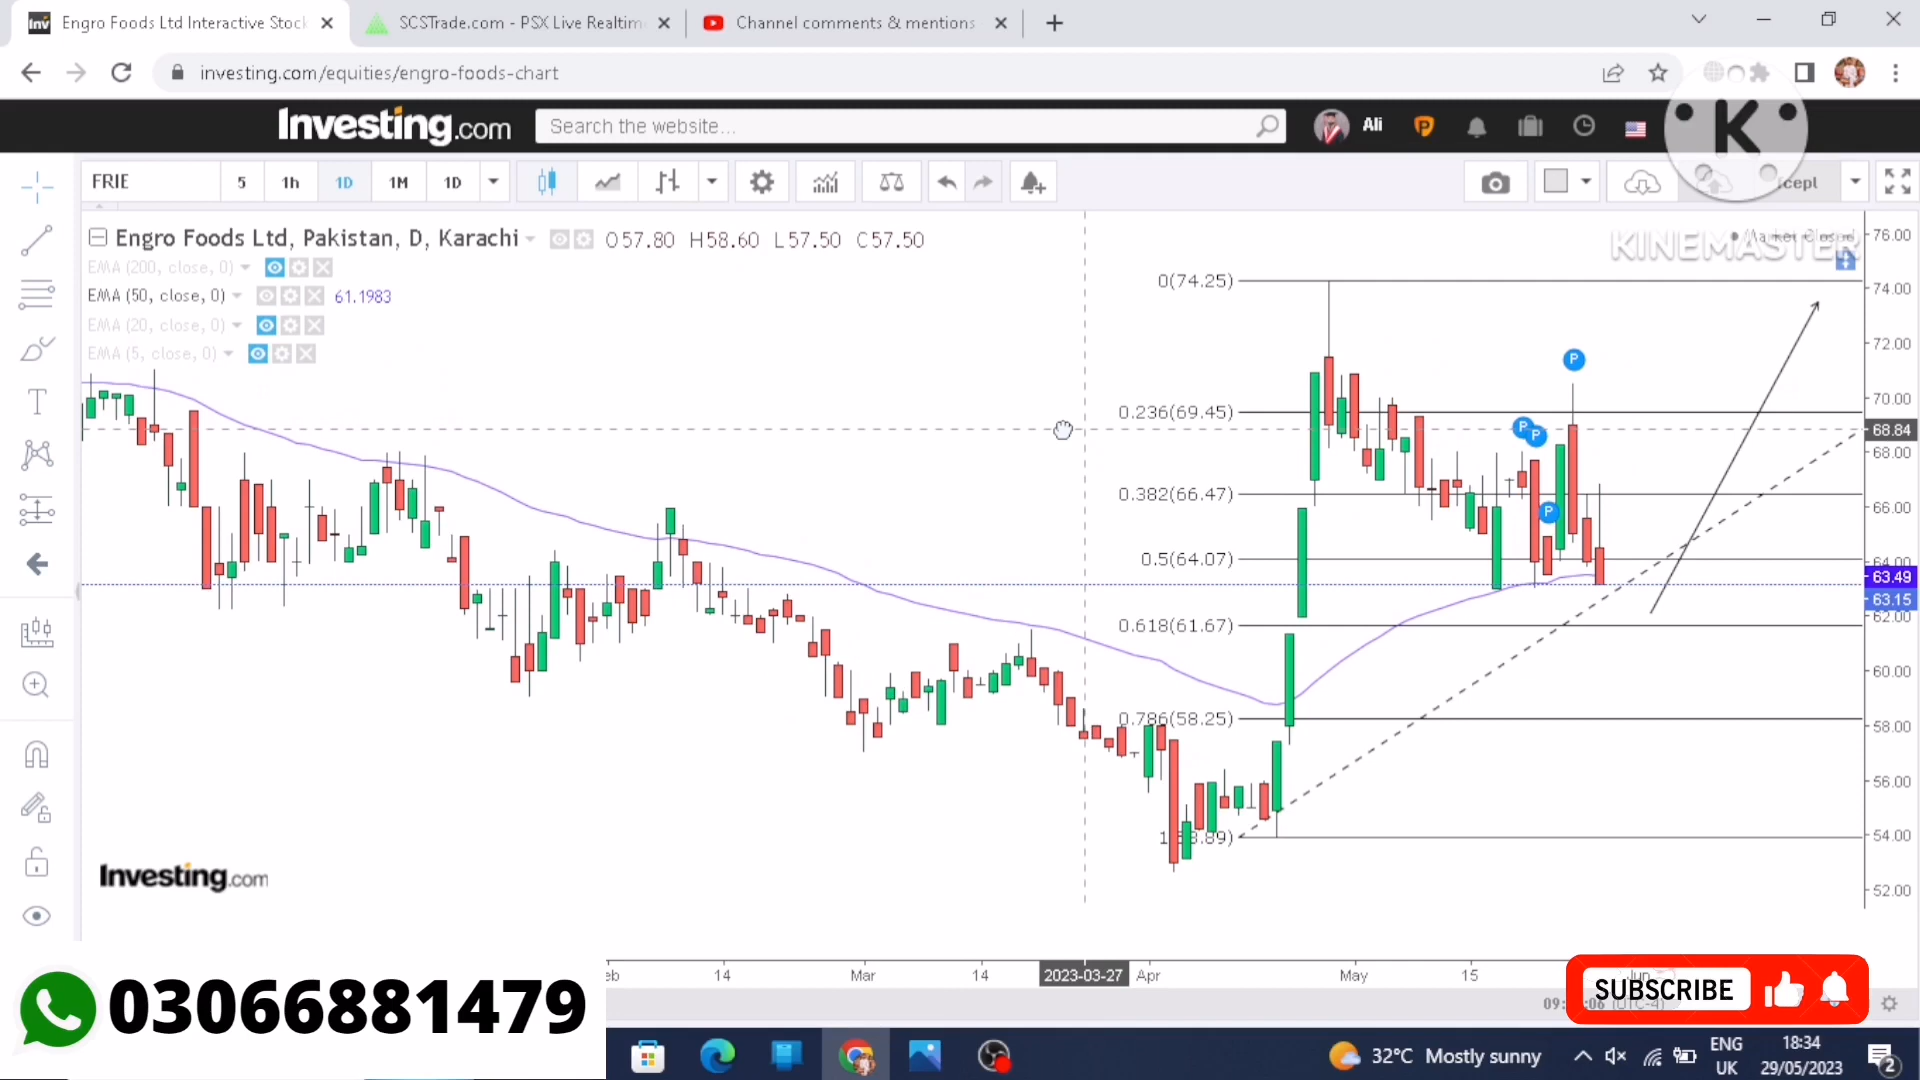 Engro Foods Ltd Interactive Stock
SCSTrade.com - PSX Live Realtim
Channel comments & mentions
investing.com/equities/engro-foods-chart
Investing.com
Search the website...
Ali
K
FRIE
5
1h
1D
1M
1D
Engro Foods Ltd, Pakistan, D, Karachi
O57.80 H58.60 L57.50 C57.50
Market Closed
KINEMASTER
EMA (200, close, 0)
EMA (50, close, 0)
61.1983
EMA (20, close, 0)
EMA (5, close, 0)
0(74.25)
0.236(69.45)
0.382(66.47)
0.5(64.07)
0.618(61.67)
0.786(58.25)
P
P
P
P
76.00
74.00
72.00
70.00
68.84
68.00
66.00
64.00
63.49
63.15
62.00
60.00
58.00
56.00
54.00
52.00
Investing.com
14
Mar
14
2023-03-27
Apr
May
15
Jun
03066881479
SUBSCRIBE
(UTC-4)
32°C Mostly sunny
ENG
UK
18:34
29/05/2023
2